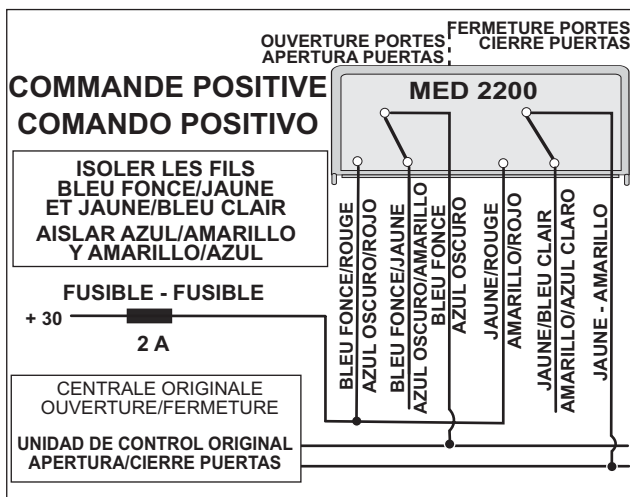 OUVERTURE PORTES
APERTURA PUERTAS
FERMETURE PORTES
CIERRE PUERTAS
COMMANDE POSITIVE
COMANDO POSITIVO
MED 2200
ISOLER LES FILS
BLEU FONCE/JAUNE
ET JAUNE/BLEU CLAIR
AISLAR AZUL/AMARILLO
Y AMARILLO/AZUL
FUSIBLE - FUSIBLE
+ 30
2 A
BLEU FONCE/ROUGE
AZUL OSCURO/ROJO
BLEU FONCE/JAUNE
AZUL OSCURO/AMARILLO
BLEU FONCE
AZUL OSCURO
JAUNE/ROUGE
AMARILLO/ROJO
JAUNE/BLEU CLAIR
AMARILLO/AZUL CLARO
JAUNE - AMARILLO
CENTRALE ORIGINALE
OUVERTURE/FERMETURE
UNIDAD DE CONTROL ORIGINAL
APERTURA/CIERRE PUERTAS